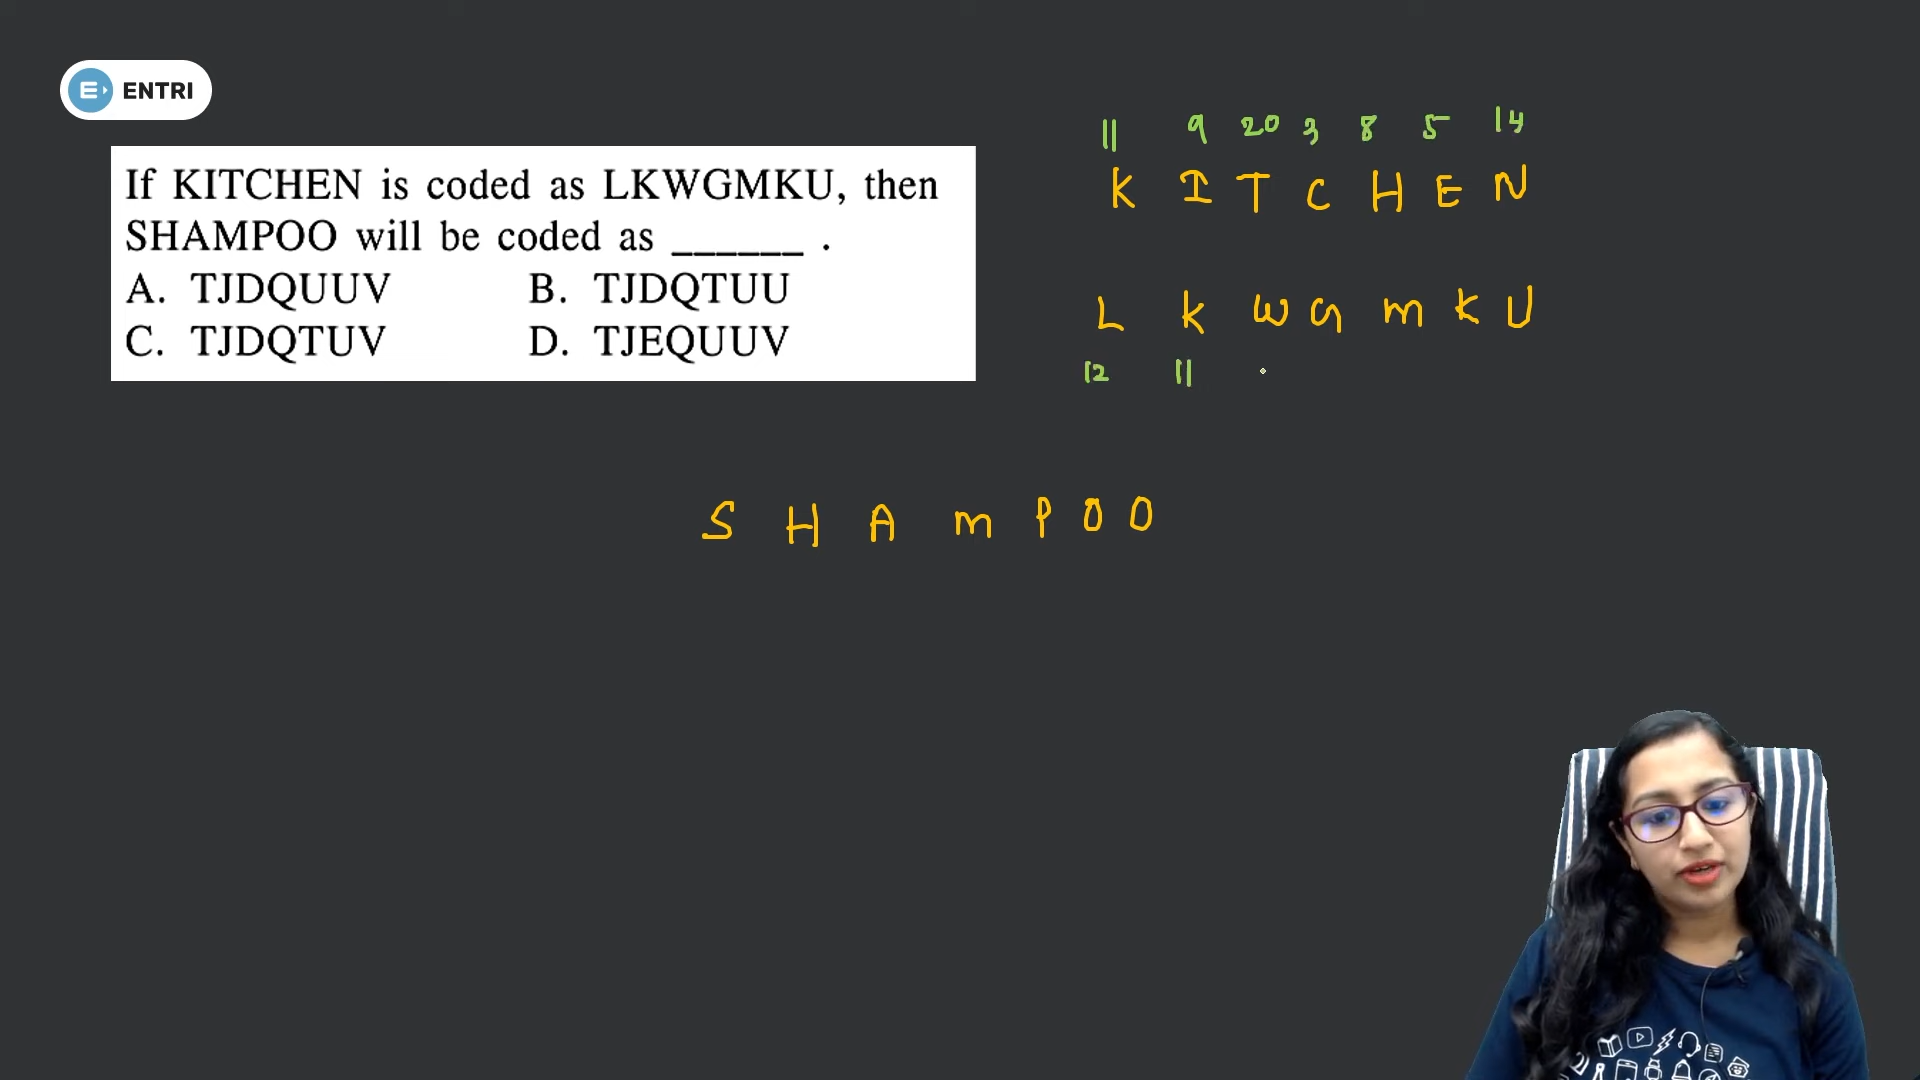 ENTRI
If KITCHEN is coded as LKWGMKU, then
SHAMPOO will be coded as ______ .
A. TJDQUUV B. TJDQTUU
C. TJDQTUV D. TJEQUUV
11 9 20 3 8 5 14
K I T C H E N
L K W G M K U
12 11
S H A M P O O